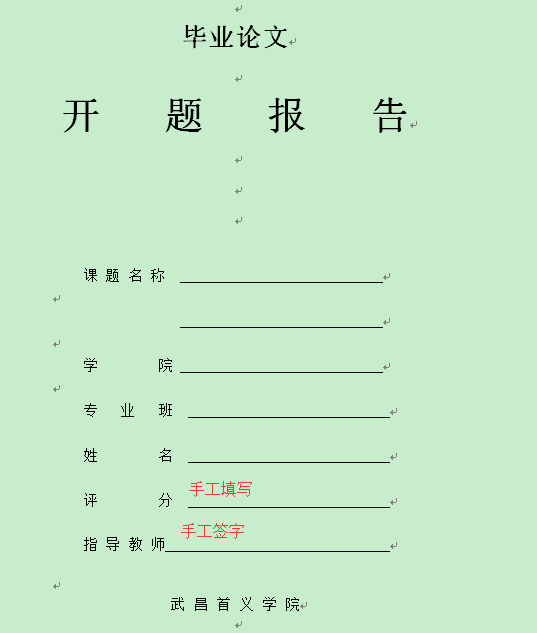 毕业论文
开 题 报 告
课 题 名 称
学 院
专 业 班
姓 名
评 分 手工填写
指 导 教 师 手工签字
武 昌 首 义 学 院